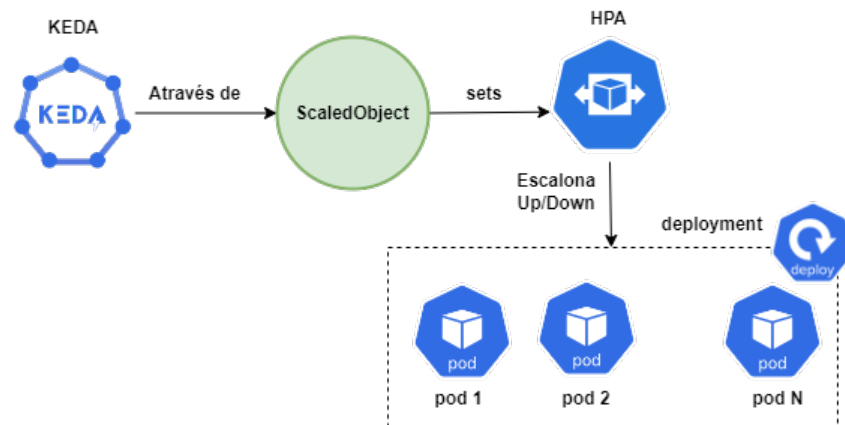 KEDA
HPA
KEDA
Através de
ScaledObject
sets
Escalona
Up/Down
deployment
deploy
pod
pod
pod
pod 1
pod 2
pod N